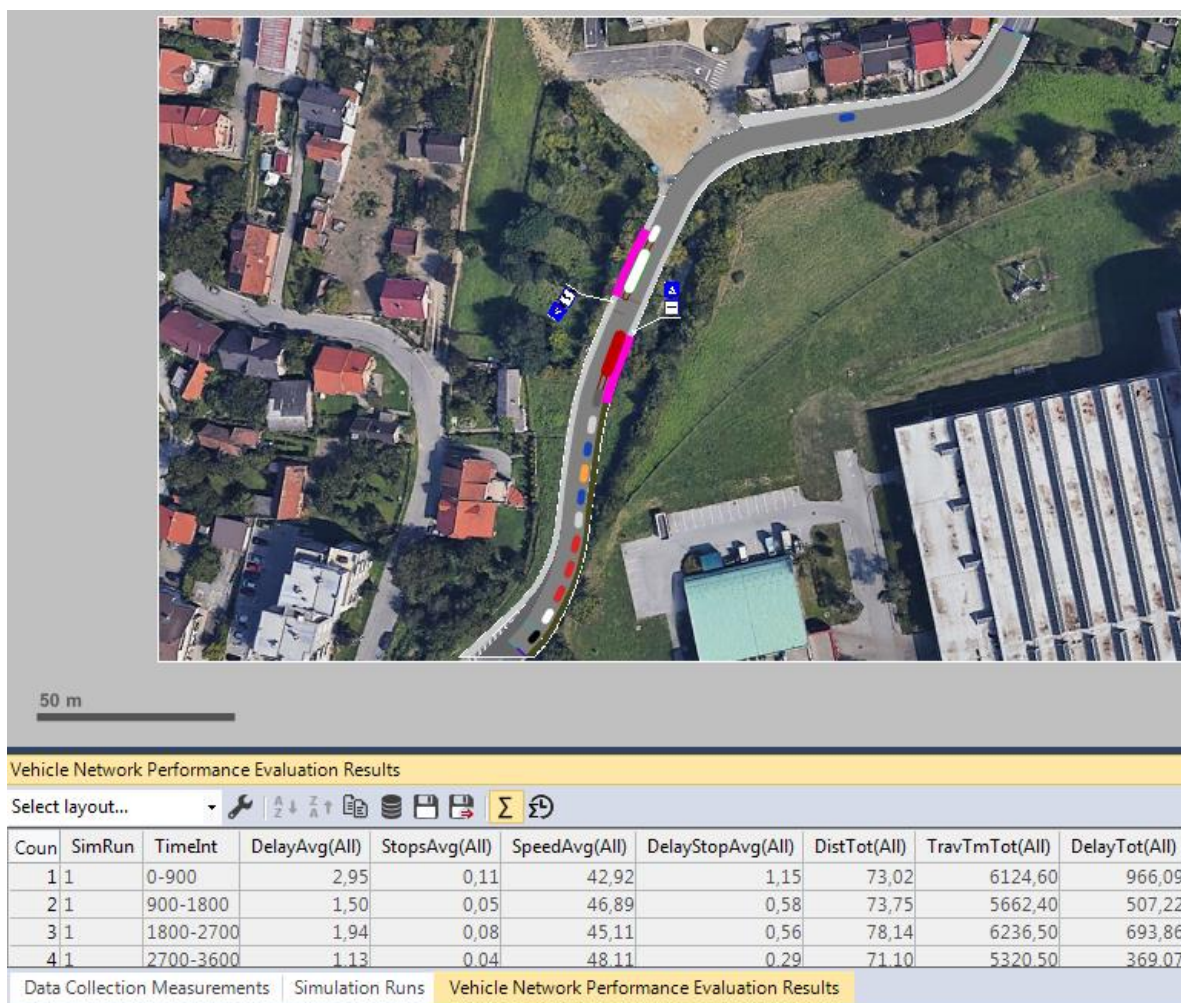 50 m
Vehicle Network Performance Evaluation Results
Select layout...
Coun SimRun TimeInt DelayAvg(All) StopsAvg(All) SpeedAvg(All) DelayStopAvg(All) DistTot(All) TravTmTot(All) DelayTot(All)
1 1 0-900 2,95 0,11 42,92 1,15 73,02 6124,60 966,09
2 1 900-1800 1,50 0,05 46,89 0,58 73,75 5662,40 507,22
3 1 1800-2700 1,94 0,08 45,11 0,56 78,14 6236,50 693,86
4 1 2700-3600 1,13 0,04 48,11 0,29 71,10 5320,50 369,07
Data Collection Measurements Simulation Runs Vehicle Network Performance Evaluation Results